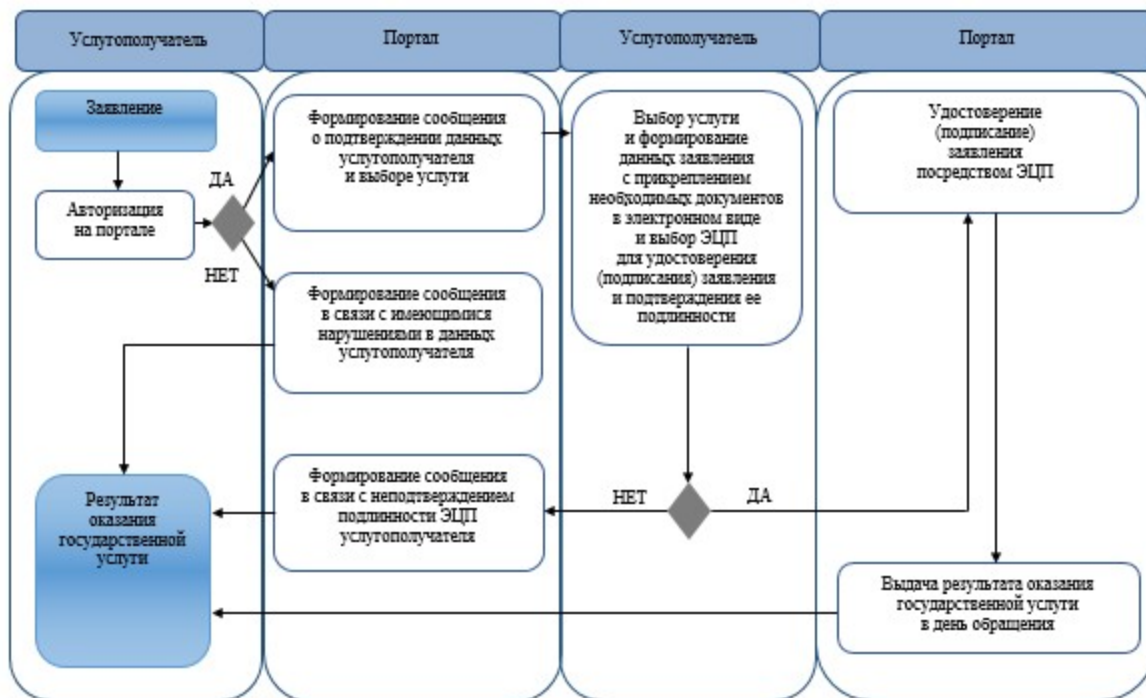 Услугополучатель
Портал
Услугополучатель
Портал
Заявление
Авторизация
на портале
ДА
НЕТ
Формирование сообщения
о подтверждении данных
услугополучателя
и выборе услуги
Формирование сообщения
в связи с имеющимися
нарушениями в данных
услугополучателя
Выбор услуги
и формирование
данных заявления
с прикреплением
необходимых документов
в электронном виде
и выбор ЭЦП
для удостоверения
(подписания) заявления
и подтверждения ее
подлинности
Удостоверение
(подписание)
заявления
посредством ЭЦП
Результат
оказания
государственной
услуги
Формирование сообщения
в связи с неподтверждением
подлинности ЭЦП
услугополучателя
НЕТ
ДА
Выдача результата оказания
государственной услуги
в день обращения